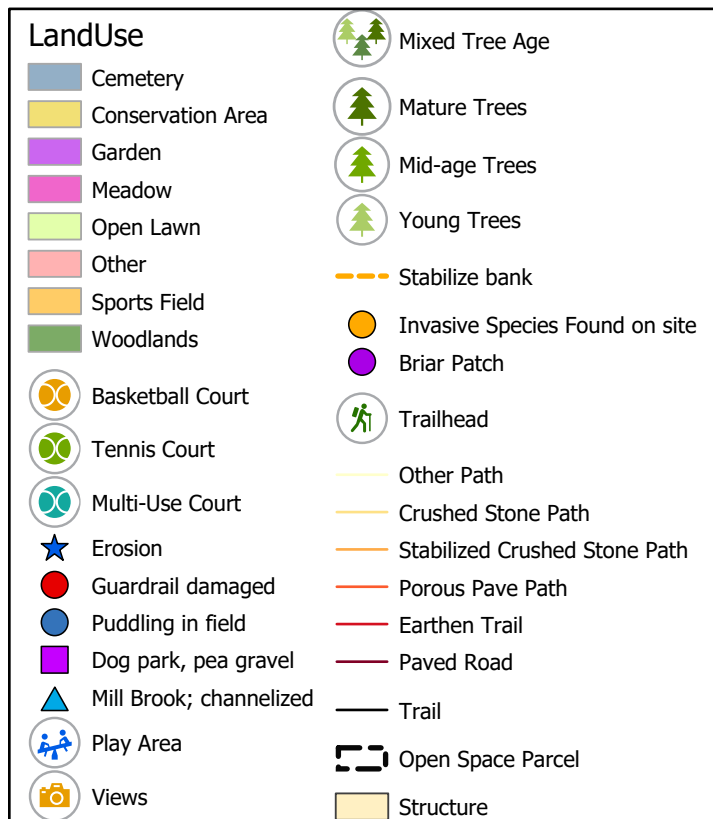 LandUse
Cemetery
Conservation Area
Garden
Meadow
Open Lawn
Other
Sports Field
Woodlands
Basketball Court
Tennis Court
Multi-Use Court
Erosion
Guardrail damaged
Puddling in field
Dog park, pea gravel
Mill Brook; channelized
Play Area
Views
Mixed Tree Age
Mature Trees
Mid-age Trees
Young Trees
Stabilize bank
Invasive Species Found on site
Briar Patch
Trailhead
Other Path
Crushed Stone Path
Stabilized Crushed Stone Path
Porous Pave Path
Earthen Trail
Paved Road
Trail
Open Space Parcel
Structure